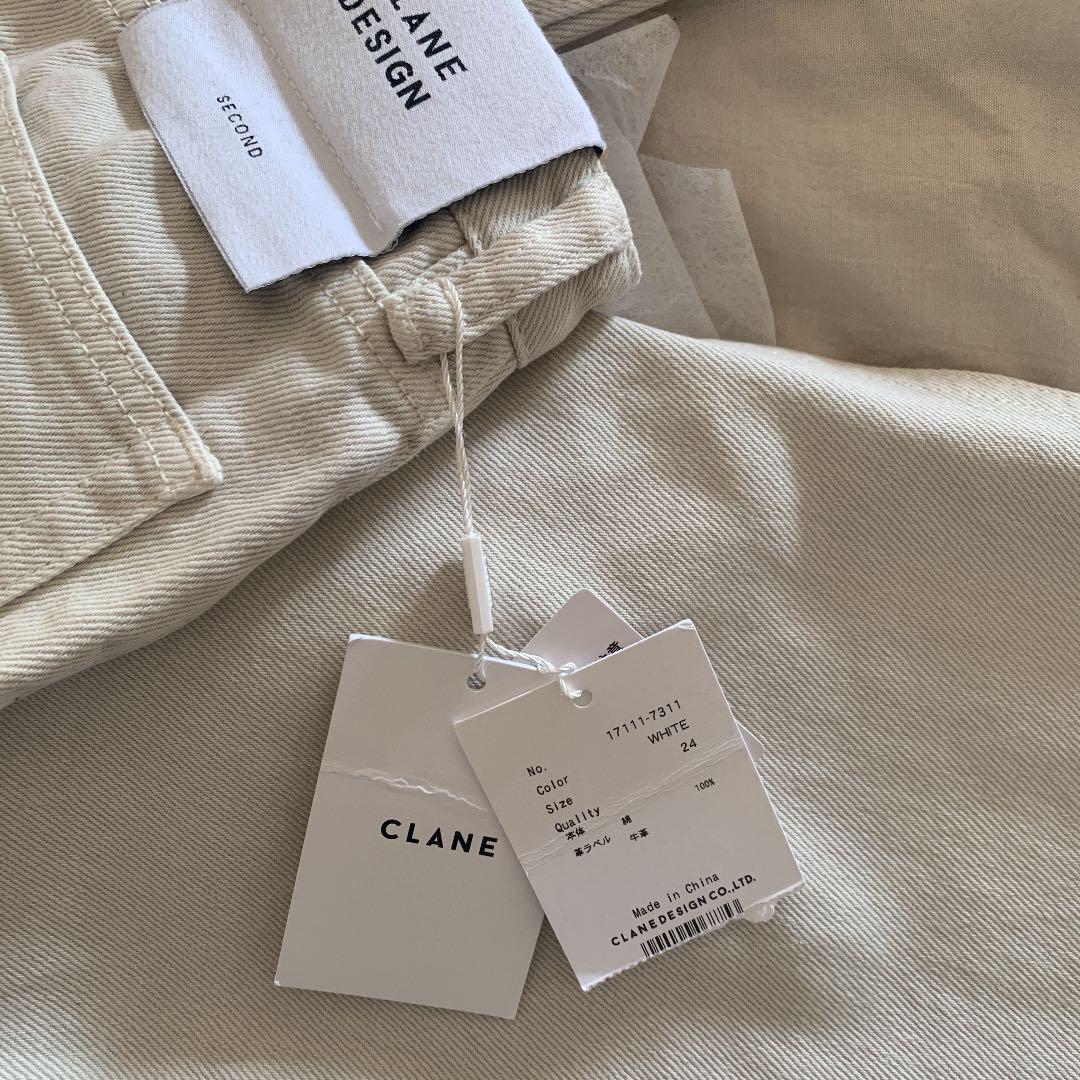 CLANE
DESIGN
SECOND
CLANE
No. 17111-7311
Color WHITE
Size 24
Quality
本体 綿 100%
革ラベル 牛革
Made in China
CLANE DESIGN CO.,LTD.